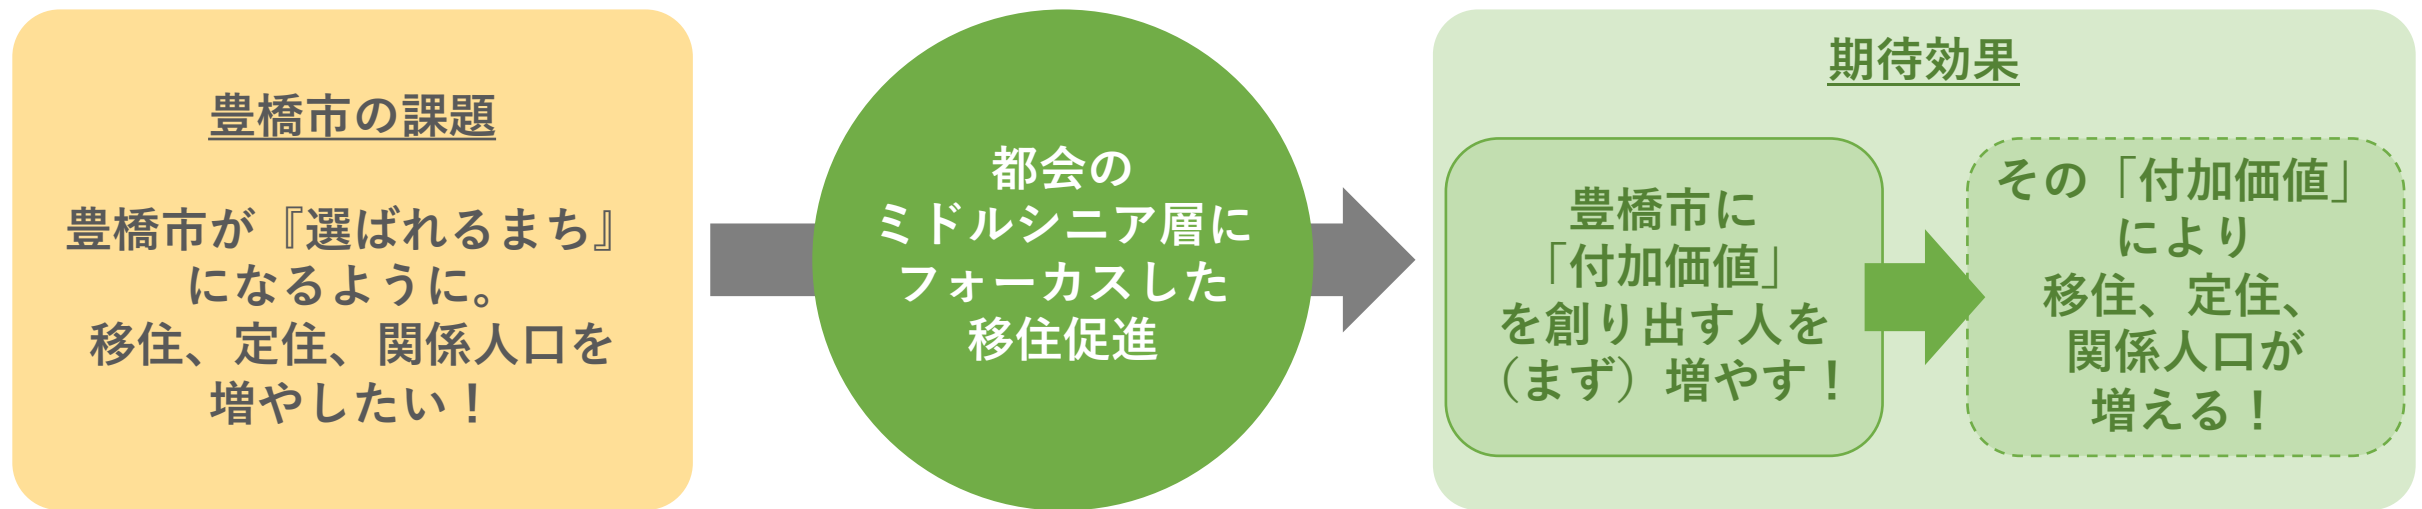 豊橋市の課題
豊橋市が『選ばれるまち』
になるように。
移住、定住、関係人口を
増やしたい！
都会の
ミドルシニア層に
フォーカスした
移住促進
期待効果
豊橋市に
「付加価値」
を創り出す人を
（まず）増やす！
その「付加価値」
により
移住、定住、
関係人口が
増える！